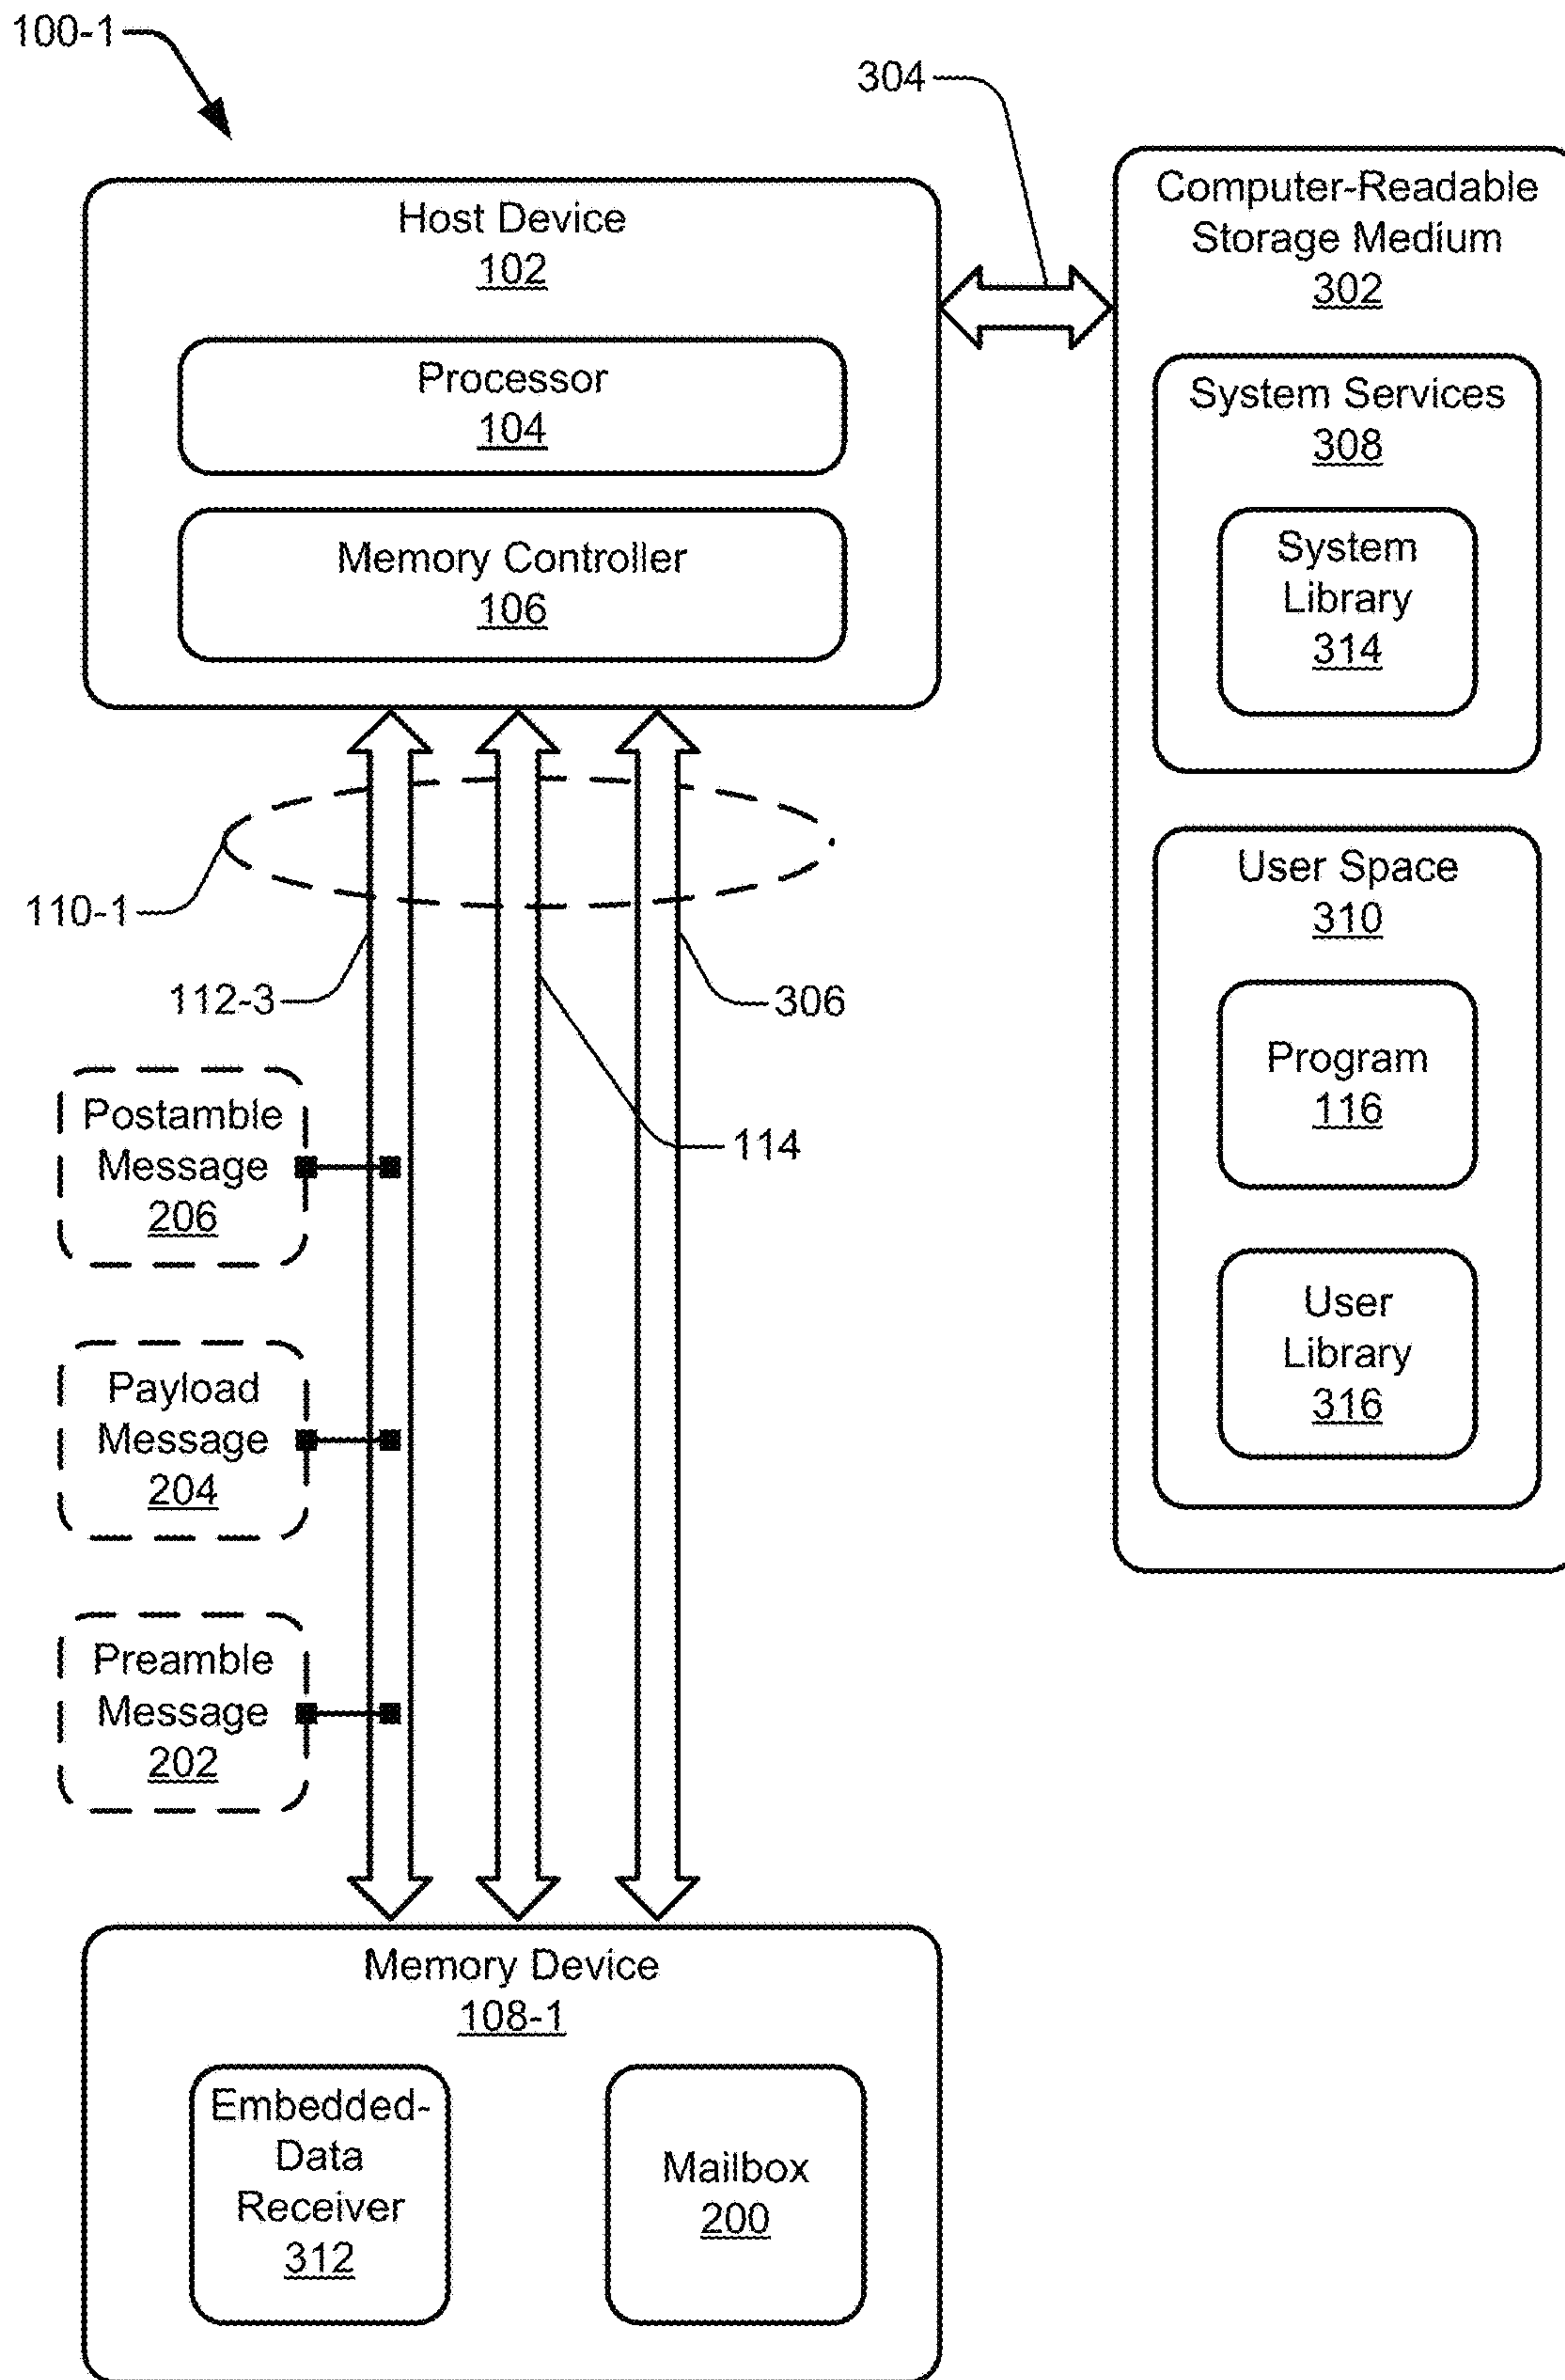 100-1
304
Host Device
102
Processor
104
Memory Controller
106
Computer-Readable
Storage Medium
302
System Services
308
System
Library
314
User Space
310
Program
116
User
Library
316
110-1
112-3
306
114
Postamble
Message
206
Payload
Message
204
Preamble
Message
202
Memory Device
108-1
Embedded-
Data
Receiver
312
Mailbox
200